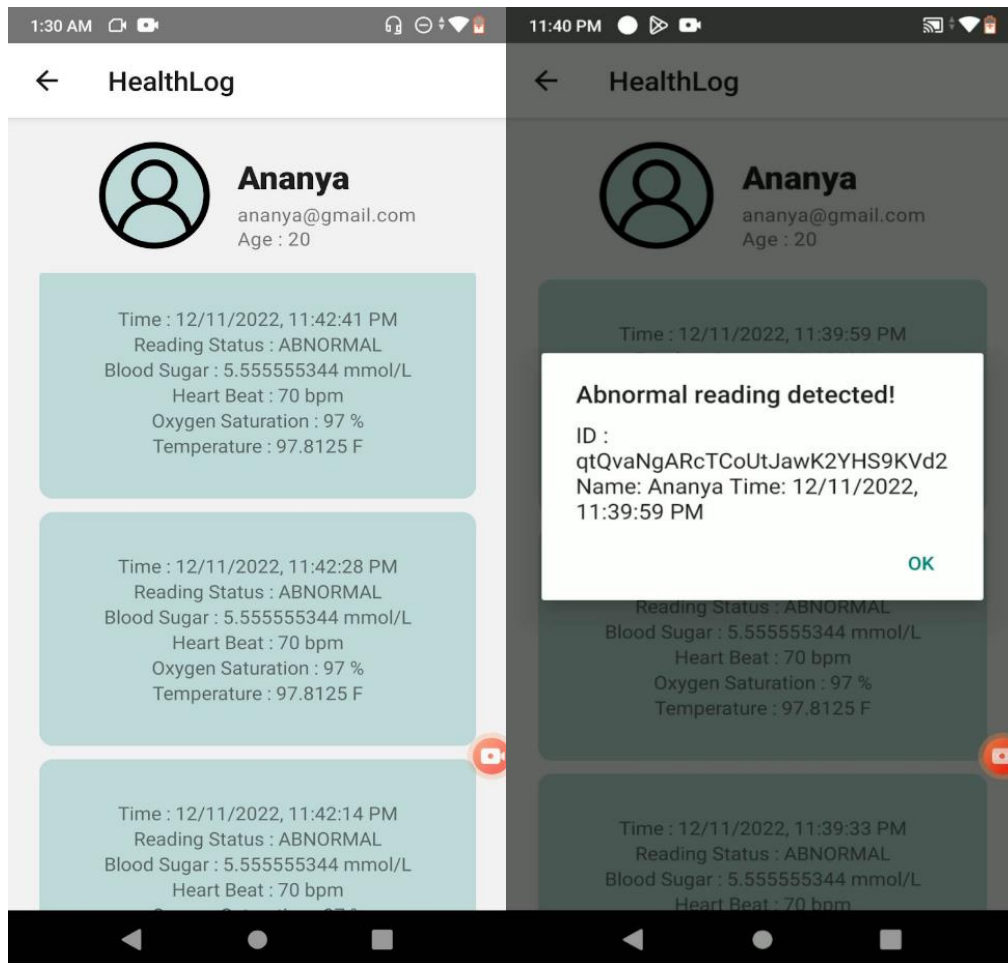 1:30 AM
HealthLog
Ananya
ananya@gmail.com
Age : 20
Time : 12/11/2022, 11:42:41 PM
Reading Status : ABNORMAL
Blood Sugar : 5.555555344 mmol/L
Heart Beat : 70 bpm
Oxygen Saturation : 97 %
Temperature : 97.8125 F
Time : 12/11/2022, 11:42:28 PM
Reading Status : ABNORMAL
Blood Sugar : 5.555555344 mmol/L
Heart Beat : 70 bpm
Oxygen Saturation : 97 %
Temperature : 97.8125 F
Time : 12/11/2022, 11:42:14 PM
Reading Status : ABNORMAL
Blood Sugar : 5.555555344 mmol/L
Heart Beat : 70 bpm
11:40 PM
HealthLog
Ananya
ananya@gmail.com
Age : 20
Time : 12/11/2022, 11:39:59 PM
Abnormal reading detected!
ID :
qtQvaNgARcTCoUtJawK2YHS9KVd2
Name: Ananya Time: 12/11/2022,
11:39:59 PM
OK
Reading Status : ABNORMAL
Blood Sugar : 5.555555344 mmol/L
Heart Beat : 70 bpm
Oxygen Saturation : 97 %
Temperature : 97.8125 F
Time : 12/11/2022, 11:39:33 PM
Reading Status : ABNORMAL
Blood Sugar : 5.555555344 mmol/L
Heart Beat : 70 bpm